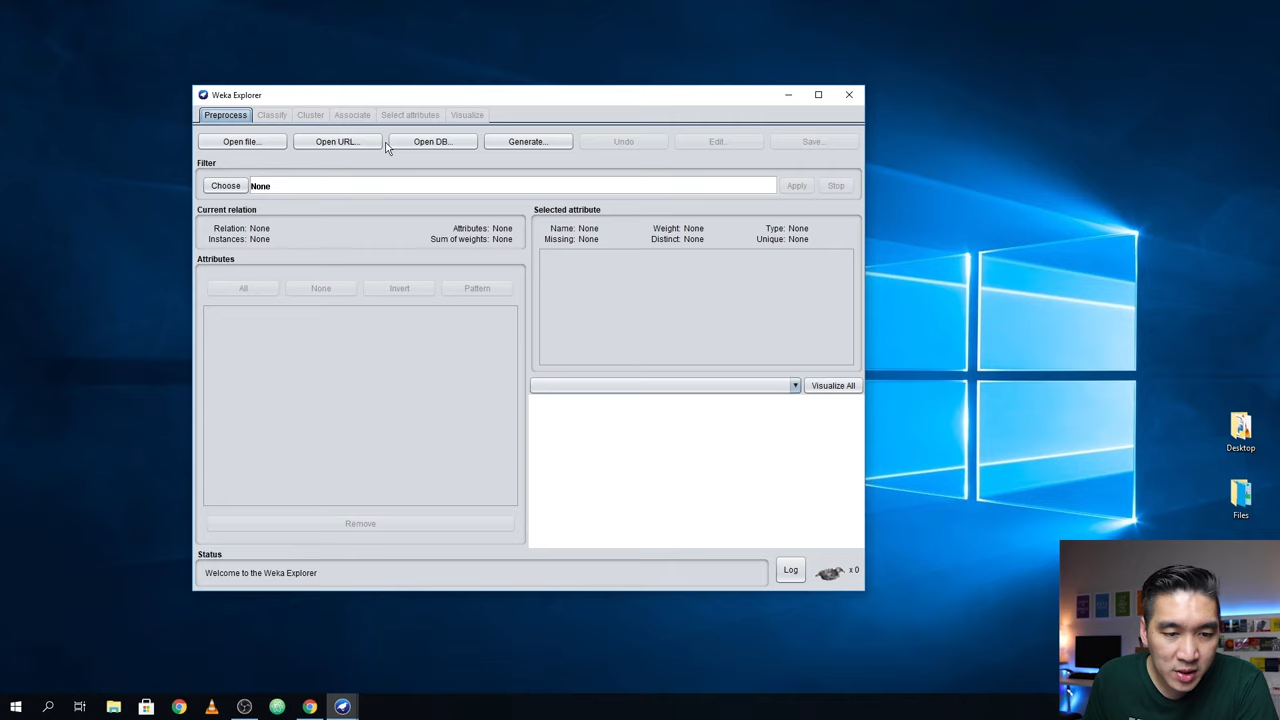 Weka Explorer
Preprocess Classify Cluster Associate Select attributes Visualize
Open file... Open URL... Open DB... Generate... Undo Edit... Save...
Filter
Choose None Apply Stop
Current relation
Relation: None Attributes: None
Instances: None Sum of weights: None
Selected attribute
Name: None Weight: None Type: None
Missing: None Distinct: None Unique: None
Attributes
All None Invert Pattern
Visualize All
Remove
Status
Welcome to the Weka Explorer
Log x 0
Desktop
Files